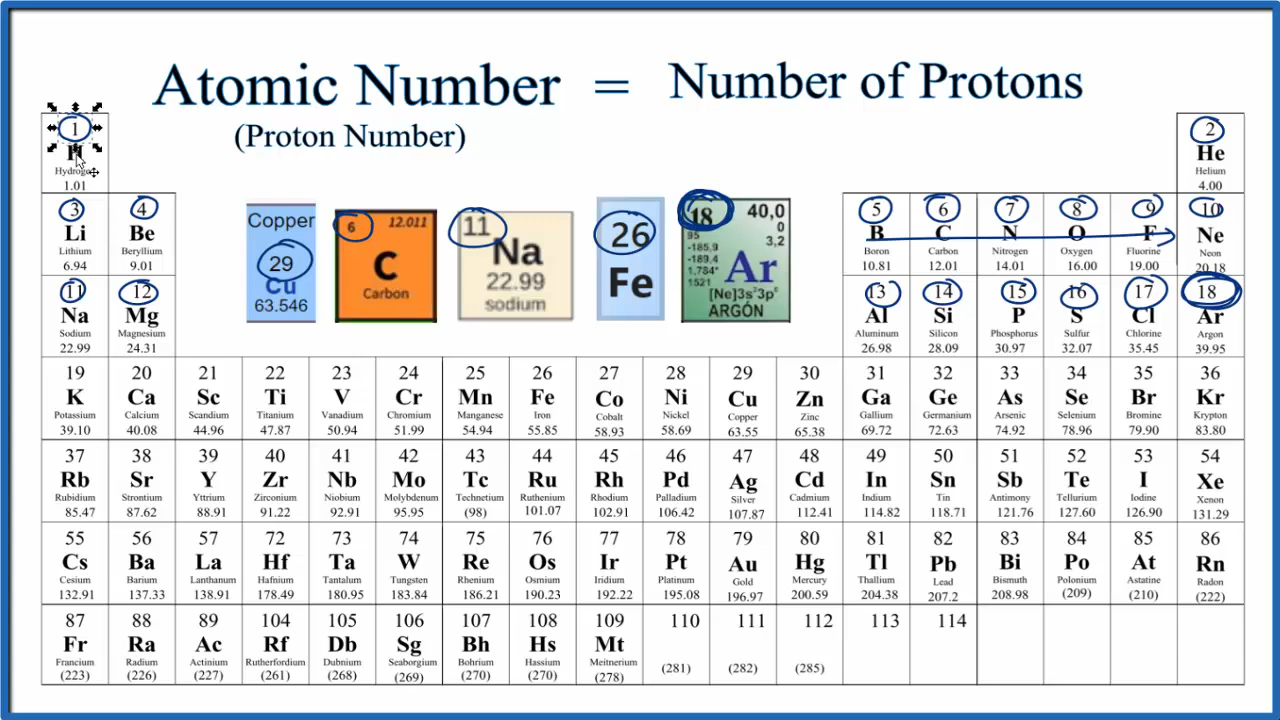 Atomic Number = Number of Protons
(Proton Number)
1
H
Hydrogen
1.01
2
He
Helium
4.00
Copper
29
Cu
63.546
6 12.011
C
Carbon
11
Na
22.99
sodium
26
Fe
18 40,0
0
95 3,2
-185,9
-189,4
1,784
1521
Ar
[Ne]3s²3p⁶
ARGÓN
3 4 5 6 7 8 9 10
Li Be B C N O F Ne
Lithium Beryllium Boron Carbon Nitrogen Oxygen Fluorine Neon
6.94 9.01 10.81 12.01 14.01 16.00 19.00 20.18
11 12 13 14 15 16 17 18
Na Mg Al Si P S Cl Ar
Sodium Magnesium Aluminum Silicon Phosphorus Sulfur Chlorine Argon
22.99 24.31 26.98 28.09 30.97 32.07 35.45 39.95
19 20 21 22 23 24 25 26 27 28 29 30 31 32 33 34 35 36
K Ca Sc Ti V Cr Mn Fe Co Ni Cu Zn Ga Ge As Se Br Kr
Potassium Calcium Scandium Titanium Vanadium Chromium Manganese Iron Cobalt Nickel Copper Zinc Gallium Germanium Arsenic Selenium Bromine Krypton
39.10 40.08 44.96 47.87 50.94 51.99 54.94 55.85 58.93 58.69 63.55 65.38 69.72 72.63 74.92 78.96 79.90 83.80
37 38 39 40 41 42 43 44 45 46 47 48 49 50 51 52 53 54
Rb Sr Y Zr Nb Mo Tc Ru Rh Pd Ag Cd In Sn Sb Te I Xe
Rubidium Strontium Yttrium Zirconium Niobium Molybdenum Technetium Ruthenium Rhodium Palladium Silver Cadmium Indium Tin Antimony Tellurium Iodine Xenon
85.47 87.62 88.91 91.22 92.91 95.95 (98) 101.07 102.91 106.42 107.87 112.41 114.82 118.71 121.76 127.60 126.90 131.29
55 56 57 72 73 74 75 76 77 78 79 80 81 82 83 84 85 86
Cs Ba La Hf Ta W Re Os Ir Pt Au Hg Tl Pb Bi Po At Rn
Cesium Barium Lanthanum Hafnium Tantalum Tungsten Rhenium Osmium Iridium Platinum Gold Mercury Thallium Lead Bismuth Polonium Astatine Radon
132.91 137.33 138.91 178.49 180.95 183.84 186.21 190.23 192.22 195.08 196.97 200.59 204.38 207.2 208.98 (209) (210) (222)
87 88 89 104 105 106 107 108 109 110 111 112 113 114
Fr Ra Ac Rf Db Sg Bh Hs Mt
Francium Radium Actinium Rutherfordium Dubnium Seaborgium Bohrium Hassium Meitnerium
(223) (226) (227) (261) (268) (269) (270) (270) (278) (281) (282) (285)